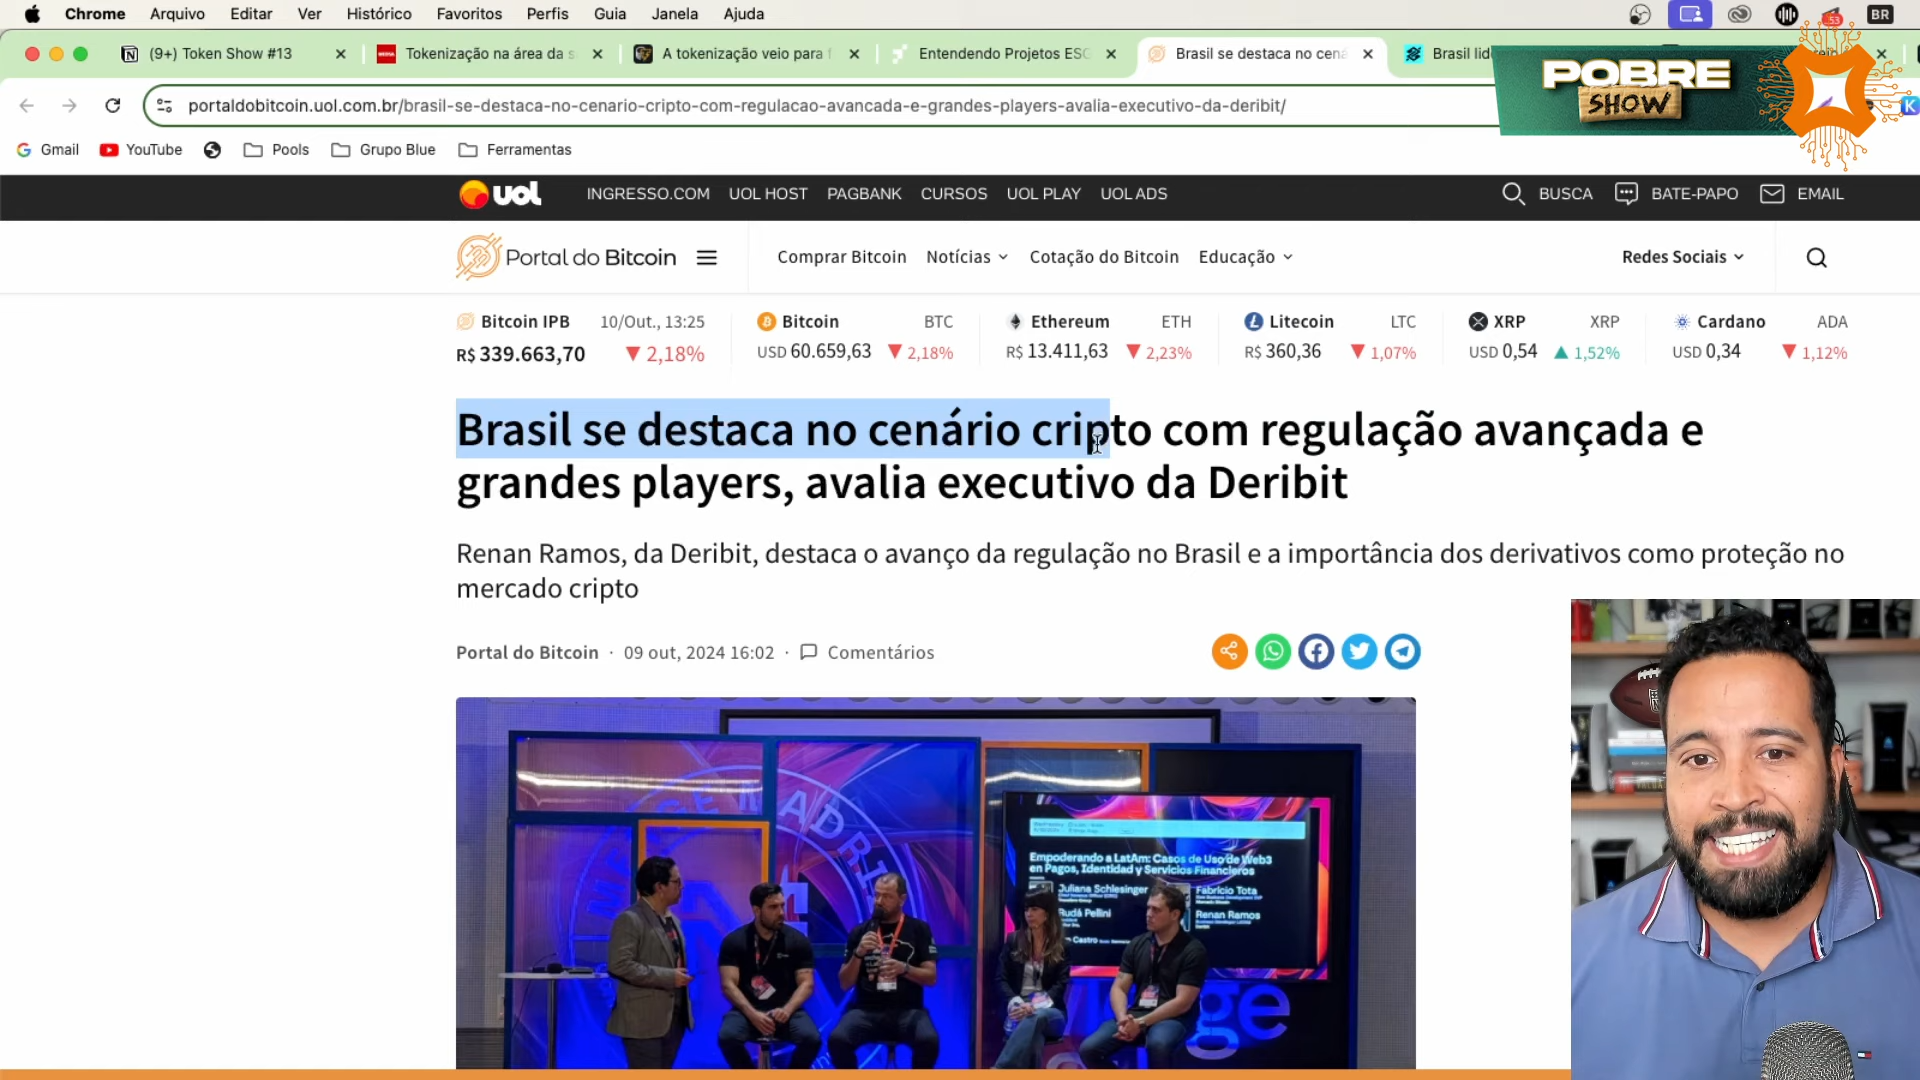 Chrome Arquivo Editar Ver Histórico Favoritos Perfis Guia Janela Ajuda 53 BR
(9+) Token Show #13 Tokenização na área da s A tokenização veio para f Entendendo Projetos ESG Brasil se destaca no cená Brasil lid
POBRE
SHOW
portaldobitcoin.uol.com.br/brasil-se-destaca-no-cenario-cripto-com-regulacao-avancada-e-grandes-players-avalia-executivo-da-deribit/
K
Gmail YouTube Pools Grupo Blue Ferramentas
UOL INGRESSO.COM UOL HOST PAGBANK CURSOS UOL PLAY UOL ADS BUSCA BATE-PAPO EMAIL
Portal do Bitcoin Comprar Bitcoin Notícias Cotação do Bitcoin Educação Redes Sociais
Bitcoin IPB 10/Out., 13:25 Bitcoin BTC Ethereum ETH Litecoin LTC XRP XRP Cardano ADA
R$ 339.663,70 ▼ 2,18% USD 60.659,63 ▼ 2,18% R$ 13.411,63 ▼ 2,23% R$ 360,36 ▼ 1,07% USD 0,54 ▲ 1,52% USD 0,34 ▼ 1,12%
Brasil se destaca no cenário cripto com regulação avançada e
grandes players, avalia executivo da Deribit
Renan Ramos, da Deribit, destaca o avanço da regulação no Brasil e a importância dos derivativos como proteção no
mercado cripto
Portal do Bitcoin · 09 out, 2024 16:02 · Comentários
Empoderando a LatAm: Casos de Uso de Web3
en Pagos, Identidad y Servicios Financieros
Juliana Schlesinger Fabricio Tota
Rudá Pellini Renan Ramos
Castro